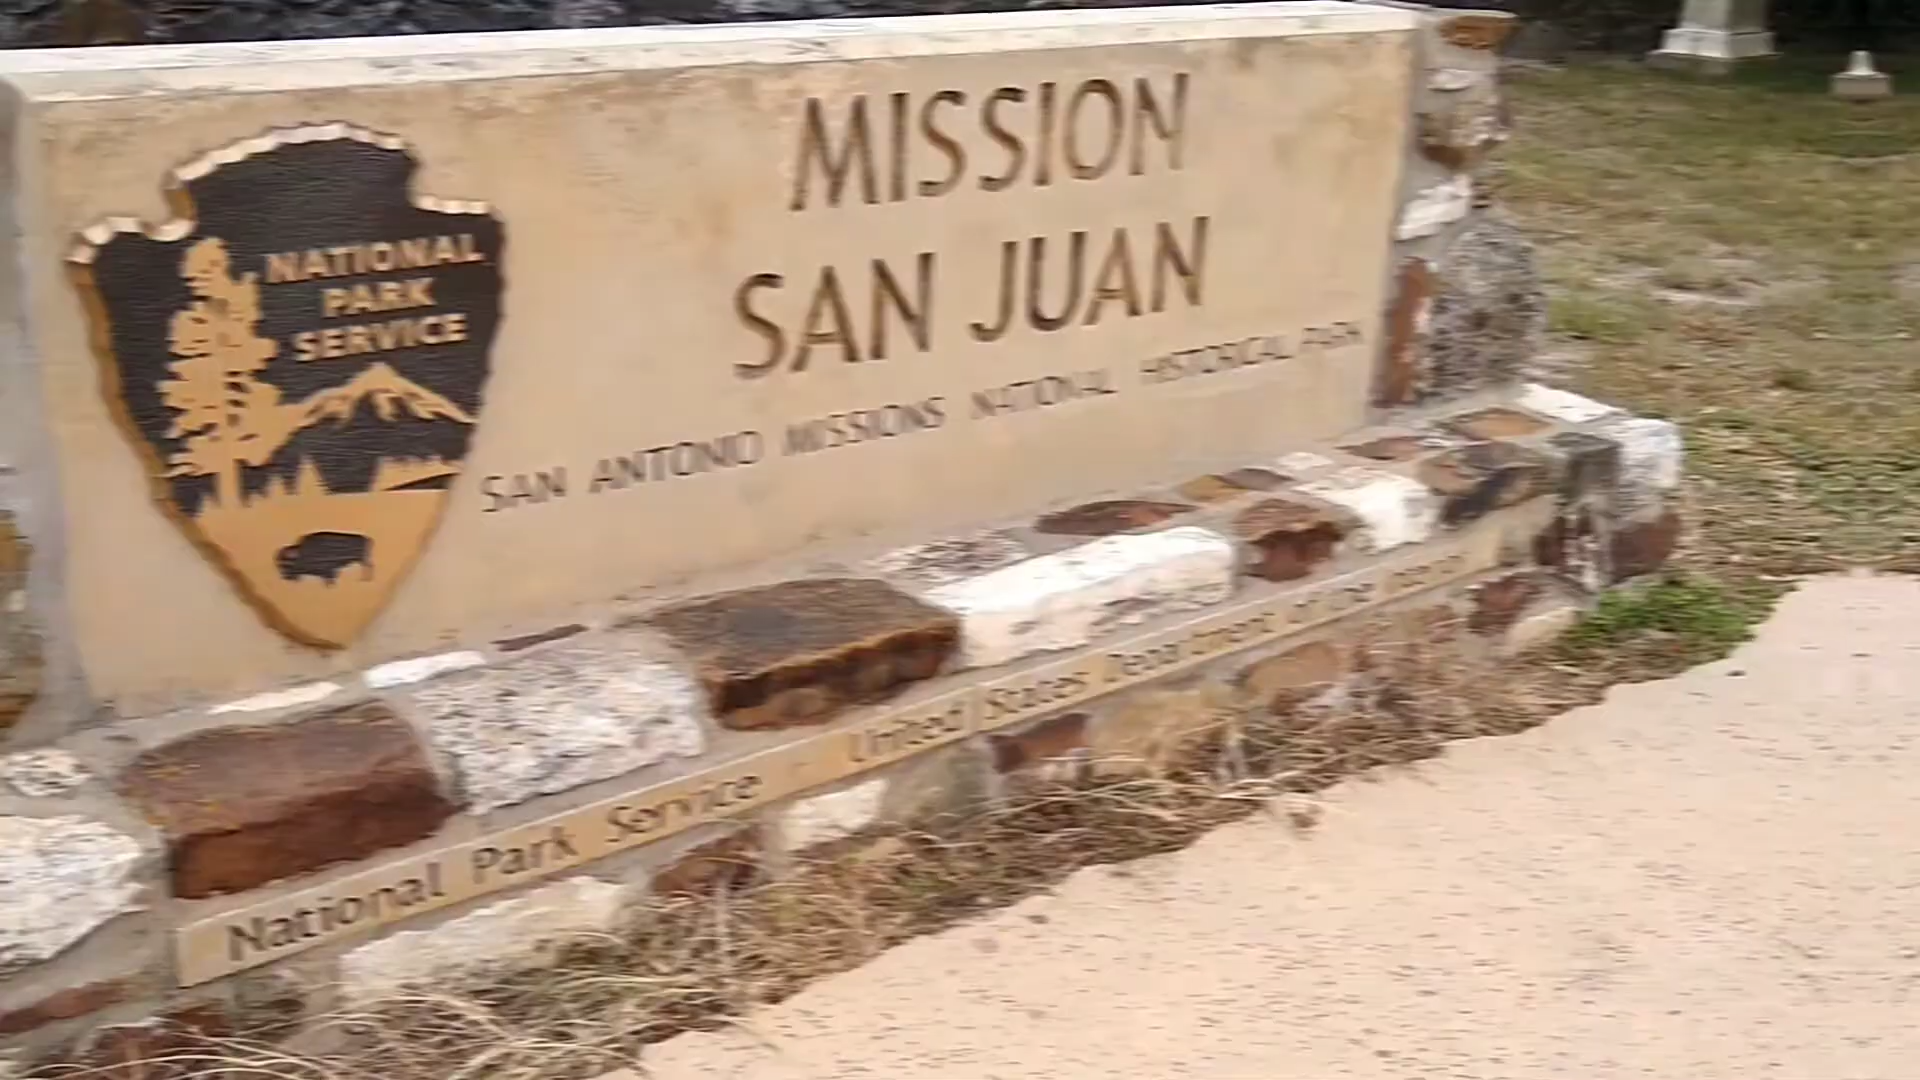 NATIONAL
PARK
SERVICE
MISSION
SAN JUAN
SAN ANTONIO MISSIONS NATIONAL HISTORICAL PARK
National Park Service - United States Department of the Interior